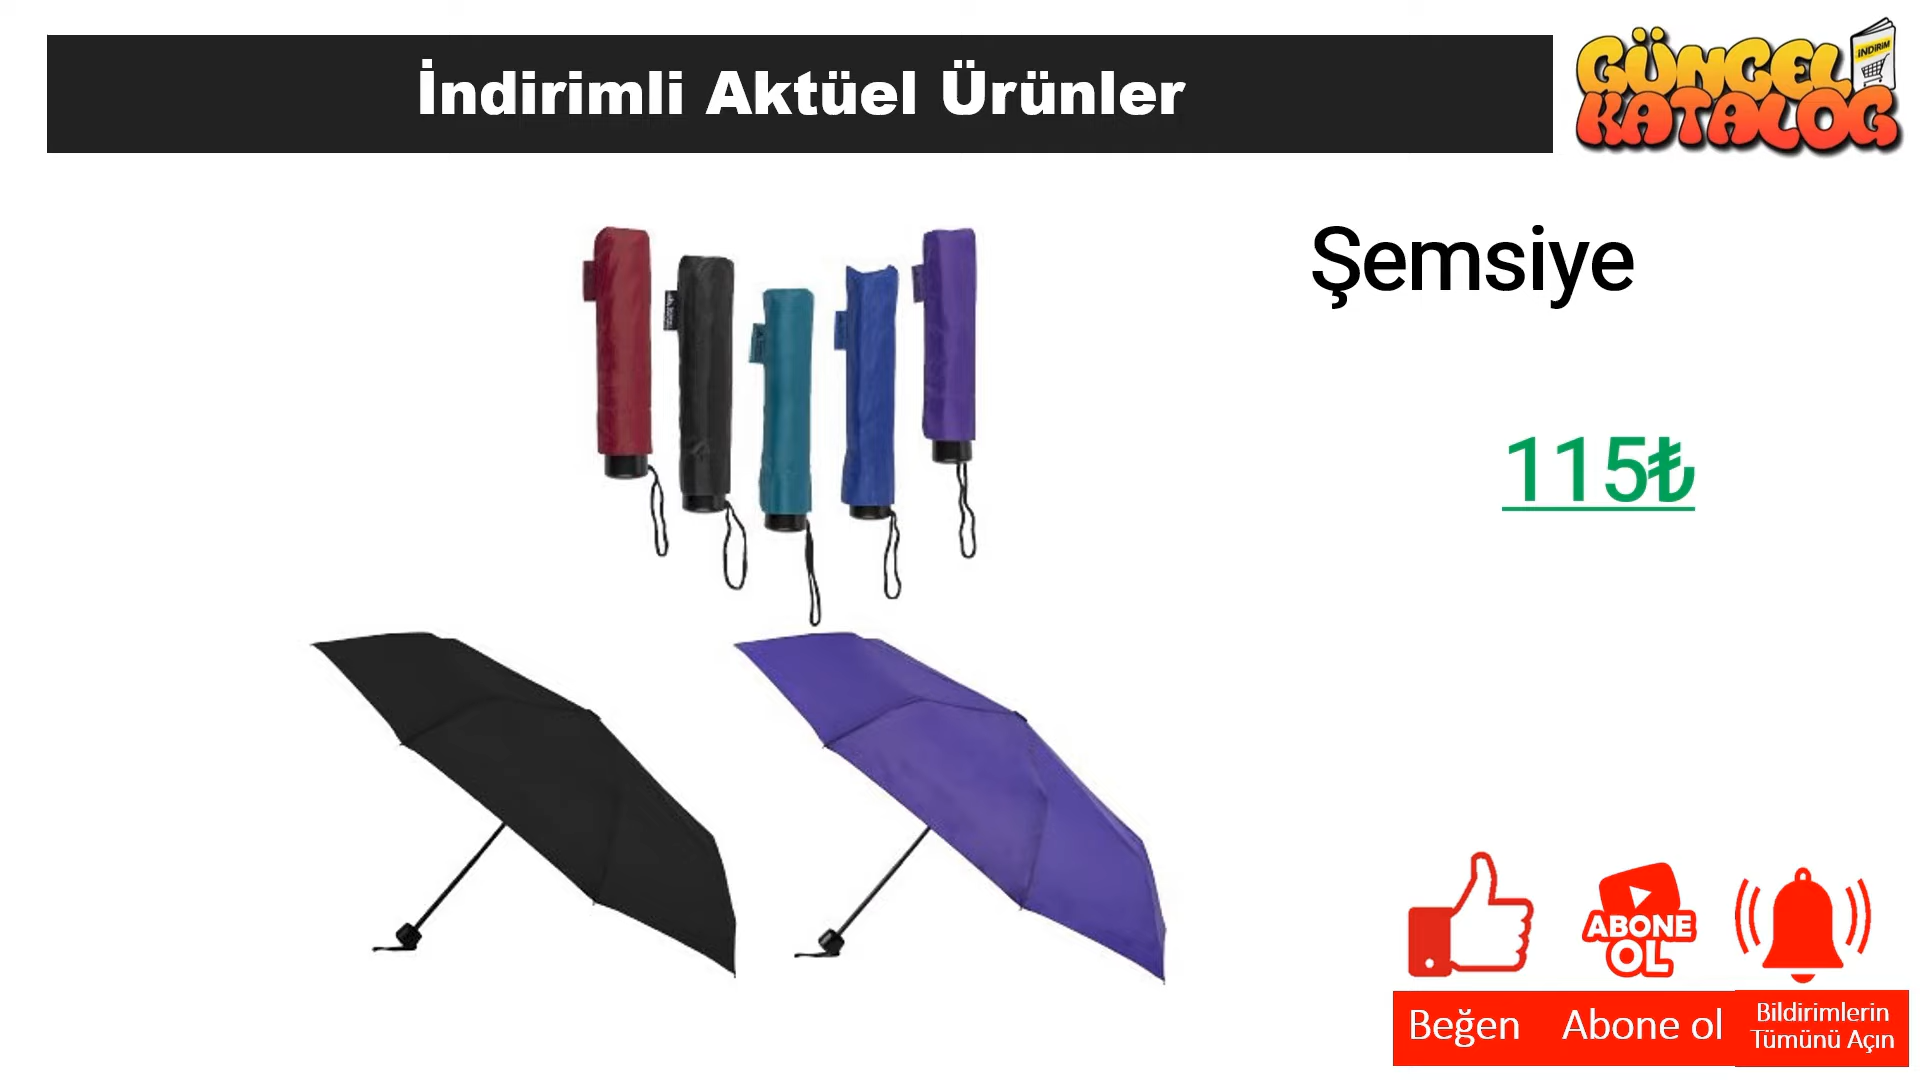 İndirimli Aktüel Ürünler
GÜNCEL
KATALOG
İNDİRİM
Şemsiye
115₺
ABONE
OL
Beğen
Abone ol
Bildirimlerin
Tümünü Açın